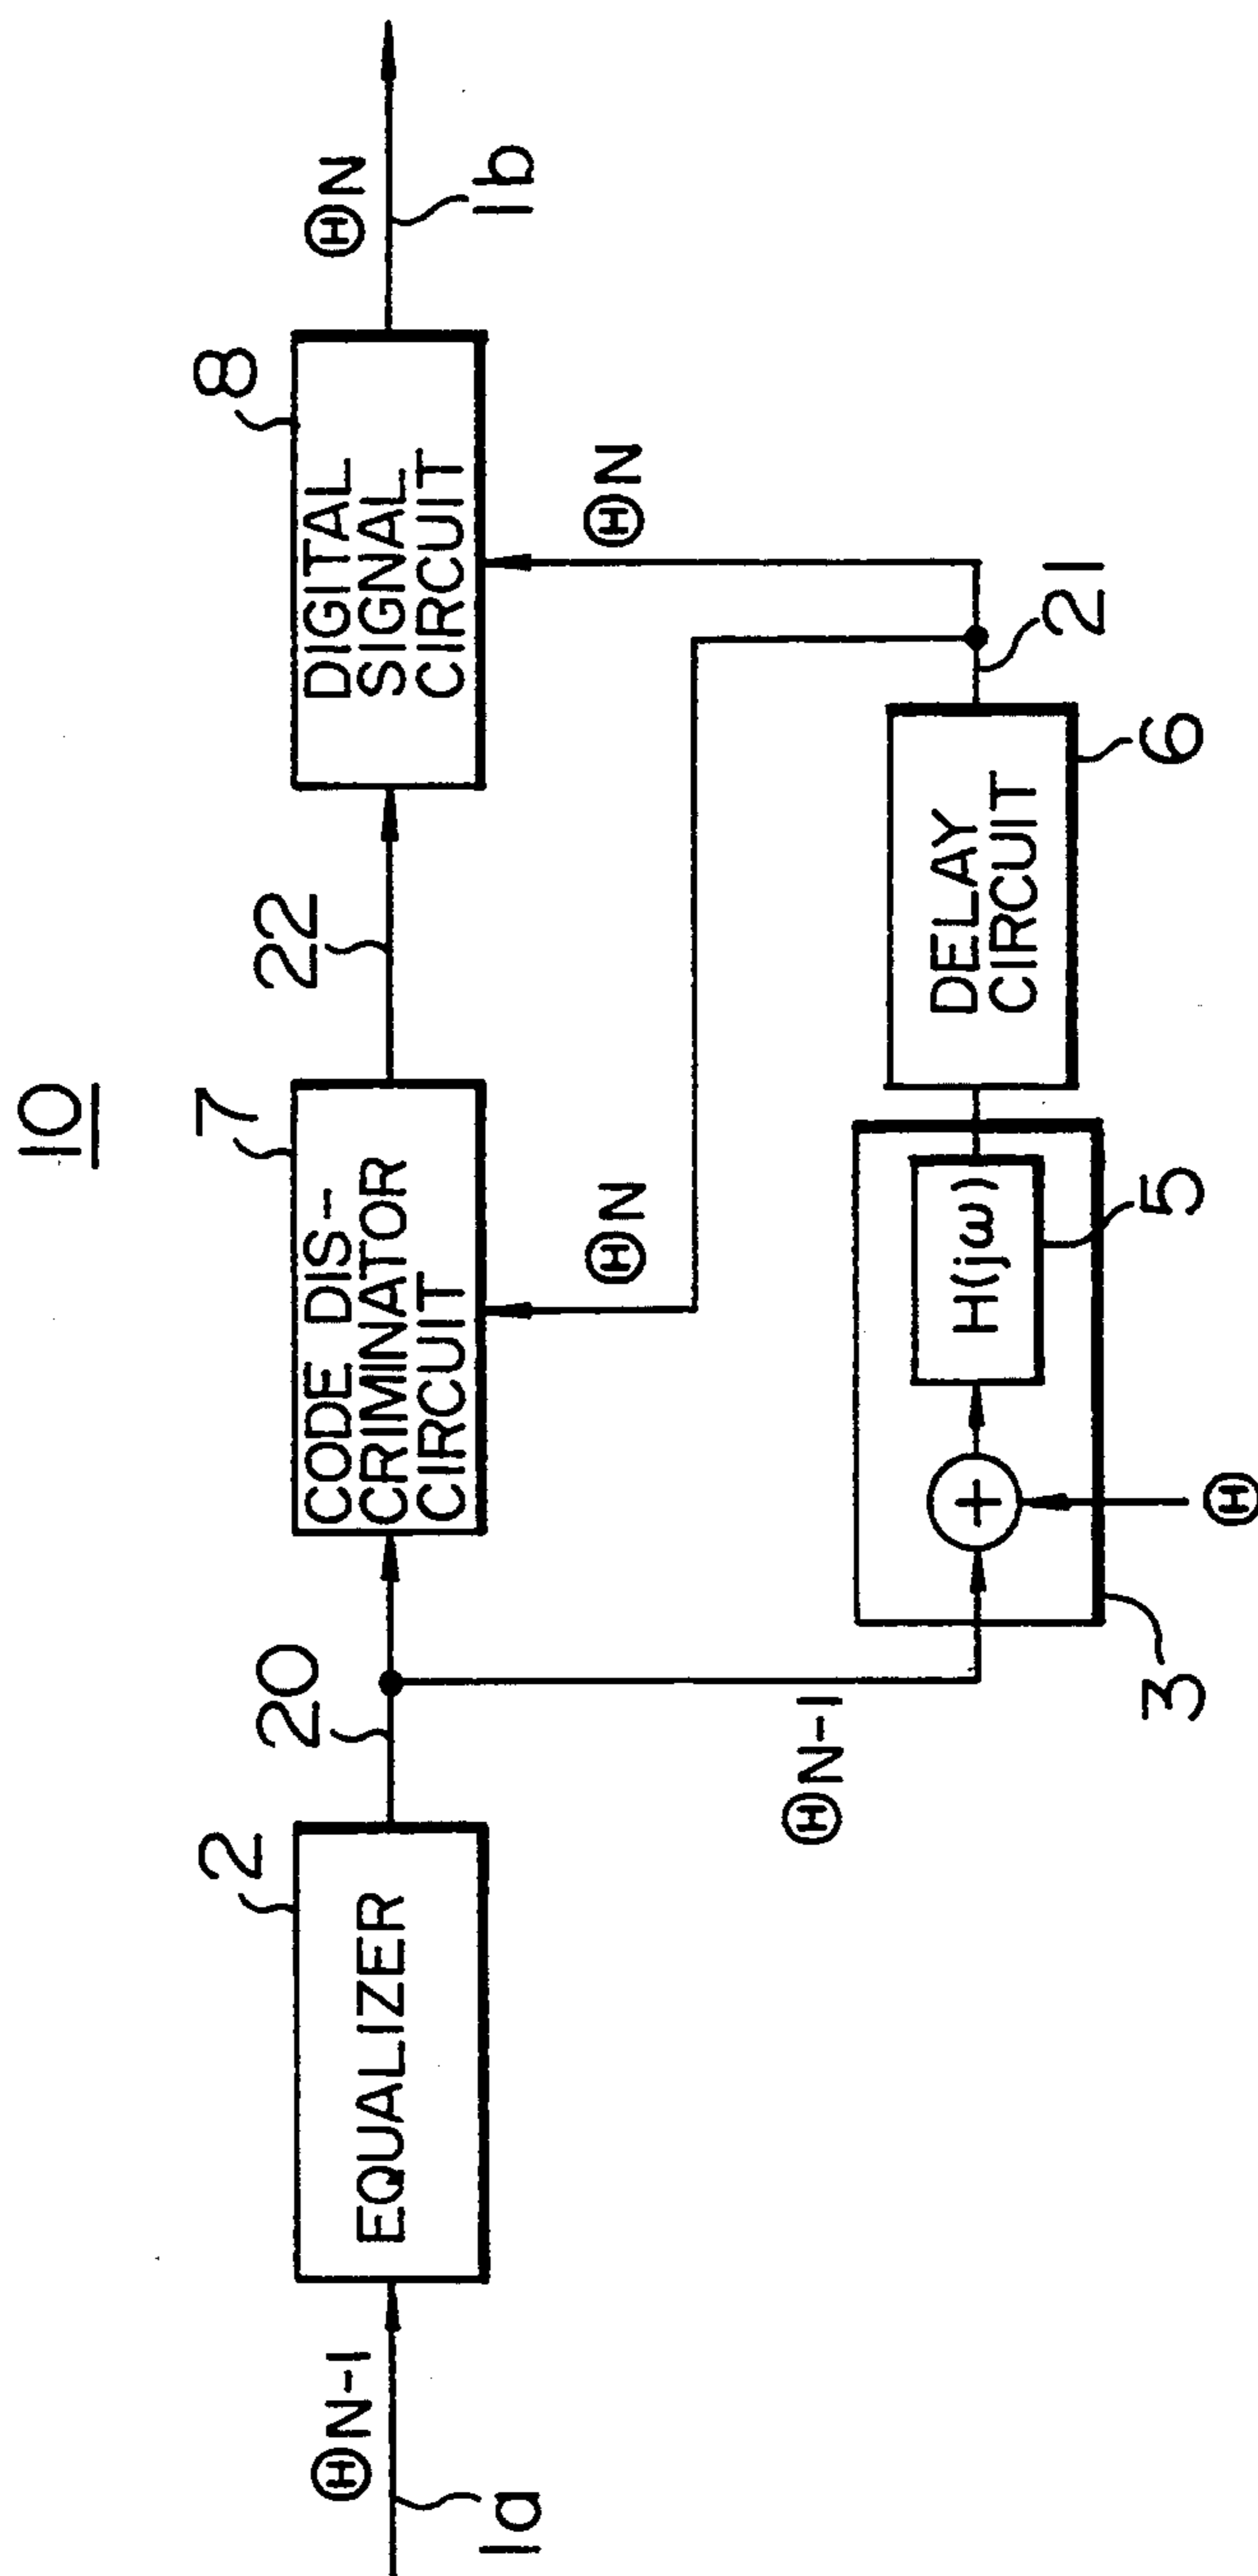 10
ⒽN-1
1a
2
EQUALIZER
20
7
CODE DIS-
CRIMINATOR
CIRCUIT
22
8
DIGITAL
SIGNAL
CIRCUIT
ⒽN
1b
ⒽN-1
ⒽN
ⒽN
3
+
Ⓗ
H(jω)
5
DELAY
CIRCUIT
6
21